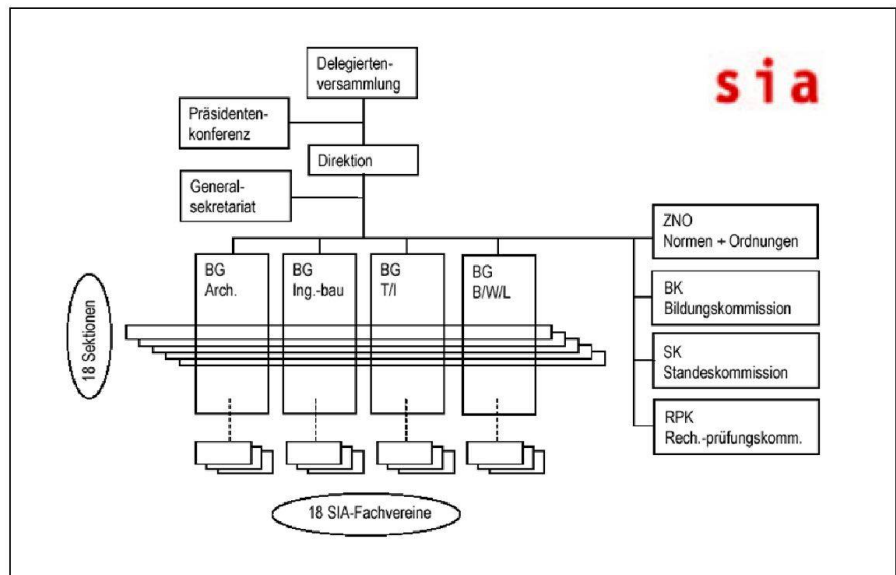 Delegierten-
versammlung
sia
Präsidenten-
konferenz
Direktion
General-
sekretariat
ZNO
Normen + Ordnungen
BG
Arch.
BG
Ing.-bau
BG
T/I
BG
B/W/L
BK
Bildungskommission
18 Sektionen
SK
Standeskommission
RPK
Rech.-prüfungskomm.
18 SIA-Fachvereine